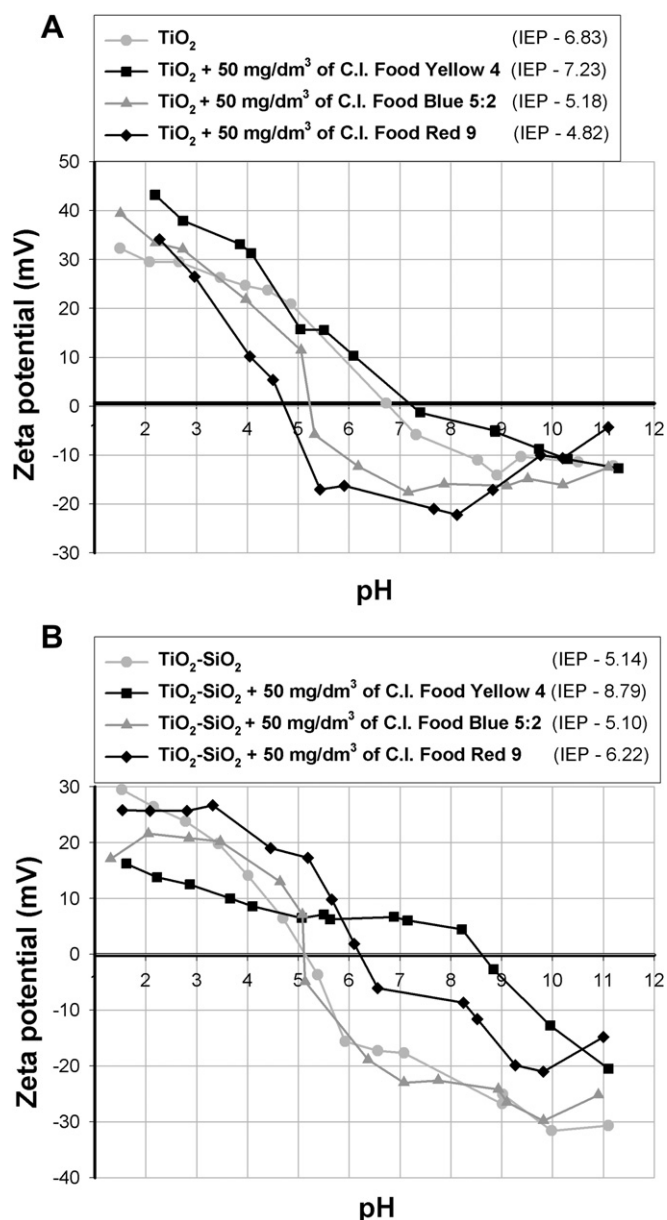 A
TiO₂ (IEP - 6.83)
TiO₂ + 50 mg/dm³ of C.I. Food Yellow 4 (IEP - 7.23)
TiO₂ + 50 mg/dm³ of C.I. Food Blue 5:2 (IEP - 5.18)
TiO₂ + 50 mg/dm³ of C.I. Food Red 9 (IEP - 4.82)
50
40
30
20
10
0
-10
-20
-30
Zeta potential (mV)
2 3 4 5 6 7 8 9 10 11 12
pH
B
TiO₂-SiO₂ (IEP - 5.14)
TiO₂-SiO₂ + 50 mg/dm³ of C.I. Food Yellow 4 (IEP - 8.79)
TiO₂-SiO₂ + 50 mg/dm³ of C.I. Food Blue 5:2 (IEP - 5.10)
TiO₂-SiO₂ + 50 mg/dm³ of C.I. Food Red 9 (IEP - 6.22)
30
20
10
0
-10
-20
-30
-40
Zeta potential (mV)
2 3 4 5 6 7 8 9 10 11 12
pH